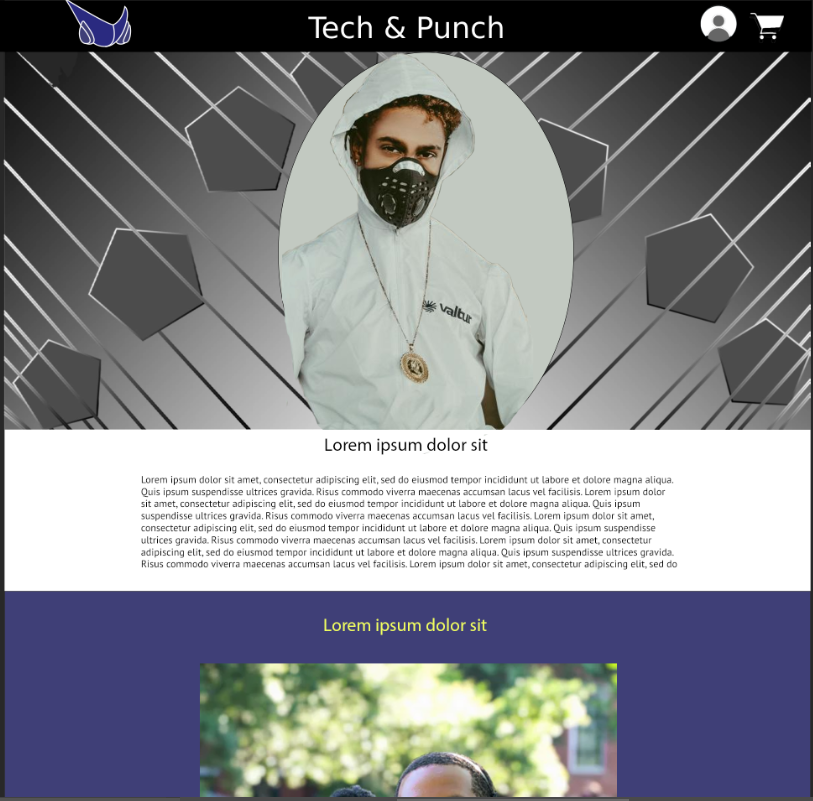 Tech & Punch
valtur
Lorem ipsum dolor sit
Lorem ipsum dolor sit amet, consectetur adipiscing elit, sed do eiusmod tempor incididunt ut labore et dolore magna aliqua.
Quis ipsum suspendisse ultrices gravida. Risus commodo viverra maecenas accumsan lacus vel facilisis. Lorem ipsum dolor
sit amet, consectetur adipiscing elit, sed do eiusmod tempor incididunt ut labore et dolore magna aliqua. Quis ipsum
suspendisse ultrices gravida. Risus commodo viverra maecenas accumsan lacus vel facilisis. Lorem ipsum dolor sit amet,
consectetur adipiscing elit, sed do eiusmod tempor incididunt ut labore et dolore magna aliqua. Quis ipsum suspendisse
ultrices gravida. Risus commodo viverra maecenas accumsan lacus vel facilisis. Lorem ipsum dolor sit amet, consectetur
adipiscing elit, sed do eiusmod tempor incididunt ut labore et dolore magna aliqua. Quis ipsum suspendisse ultrices gravida.
Risus commodo viverra maecenas accumsan lacus vel facilisis. Lorem ipsum dolor sit amet, consectetur adipiscing elit, sed do
Lorem ipsum dolor sit